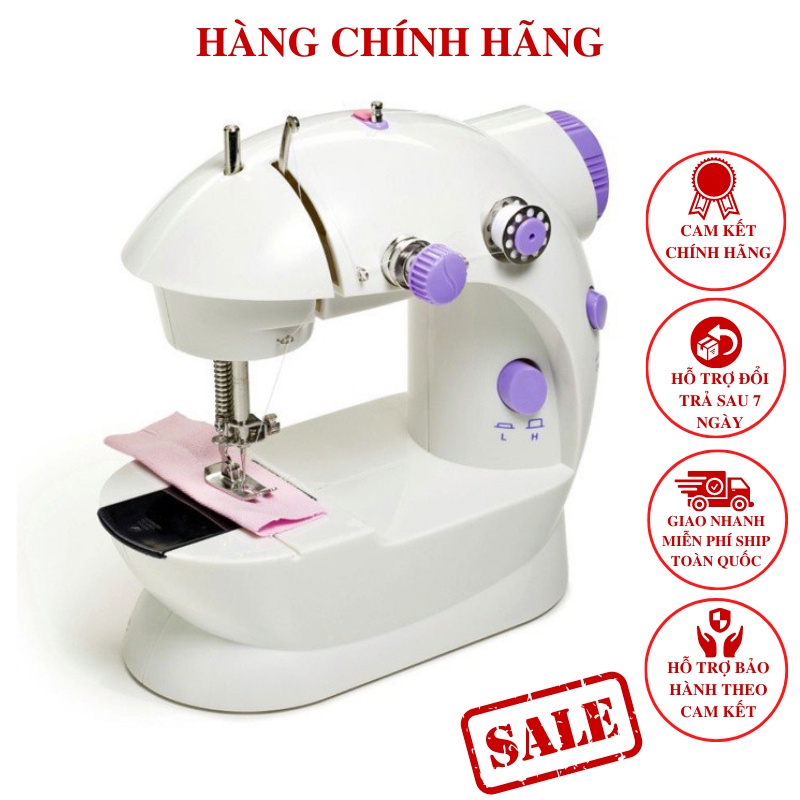 HÀNG CHÍNH HÃNG
CAM KẾT
CHÍNH HÃNG
HỖ TRỢ ĐỔI
TRẢ SAU 7
NGÀY
L H
GIAO NHANH
MIỄN PHÍ SHIP
TOÀN QUỐC
HỖ TRỢ BẢO
HÀNH THEO
CAM KẾT
SALE